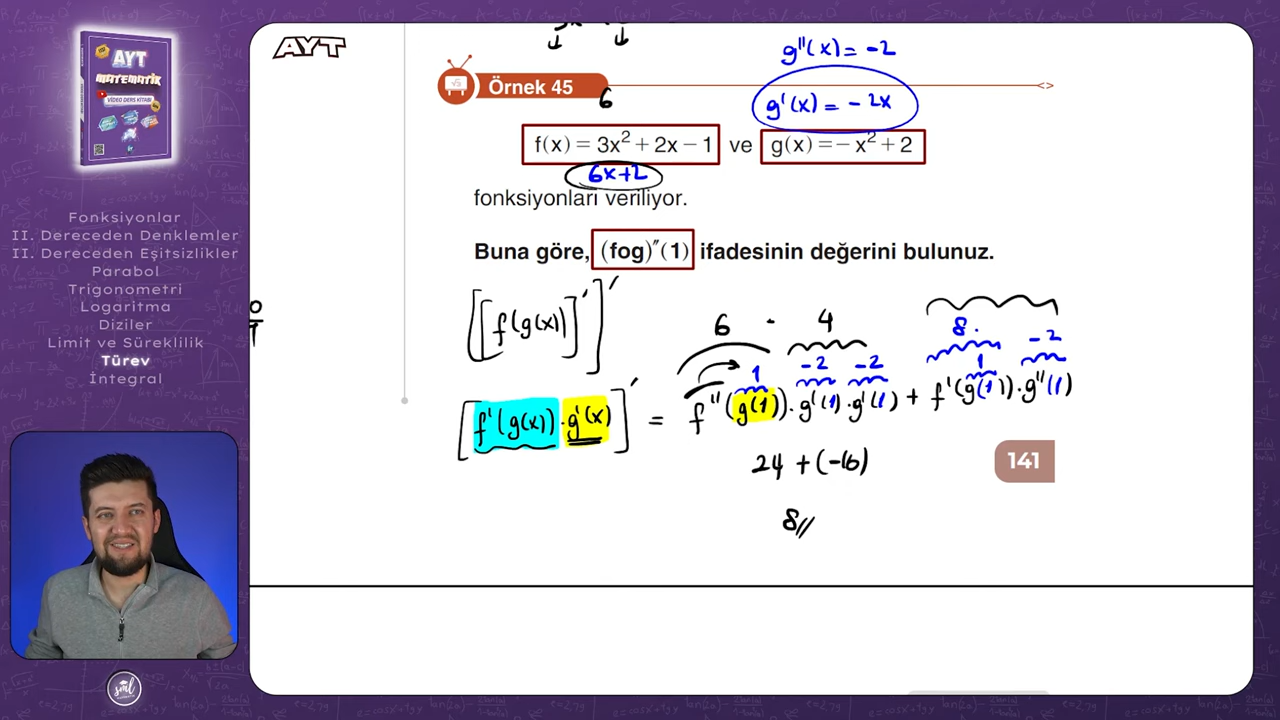 AYT
AYT
MATEMATİK
VİDEO DERS KİTABI
Fonksiyonlar
II. Dereceden Denklemler
II. Dereceden Eşitsizlikler
Parabol
Trigonometri
Logaritma
Diziler
Limit ve Süreklilik
Türev
İntegral
g''(x) = -2
Örnek 45
6
g'(x) = -2x
f(x) = 3x² + 2x − 1 ve g(x) = − x² + 2
6x+2
fonksiyonları veriliyor.
Buna göre, (fog)″(1) ifadesinin değerini bulunuz.
[[f(g(x))]']'
6 · 4
8 · -2
1 -2 -2 1
[f'(g(x)) · g'(x)]' = f''(g(1)) · g'(1) · g'(1) + f'(g(1)) · g''(1)
24 + (-16)
8//
141
sml